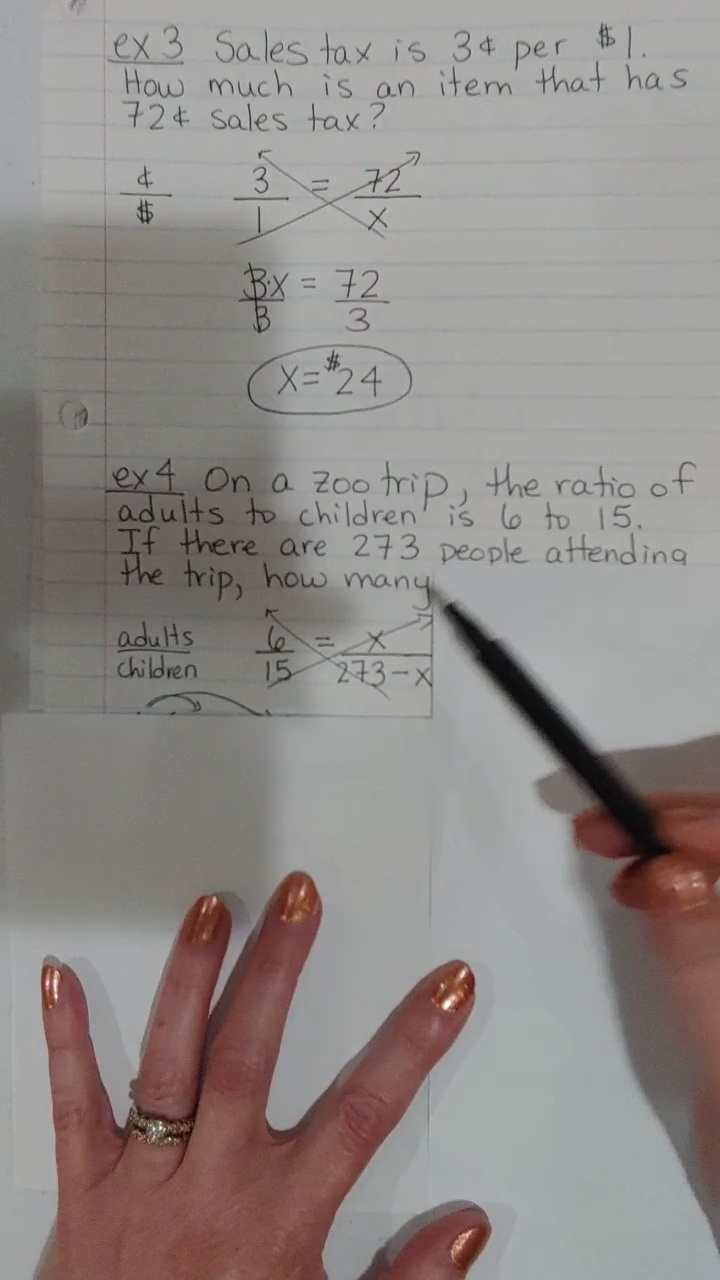 ex 3 Sales tax is 3¢ per $1.
How much is an item that has
72¢ sales tax?
¢/$ 3/1 = 72/x
3·x/3 = 72/3
x=$24
ex 4 On a zoo trip, the ratio of
adults to children is 6 to 15.
If there are 273 people attending
the trip, how many
adults/children 6/15 = x/273-x